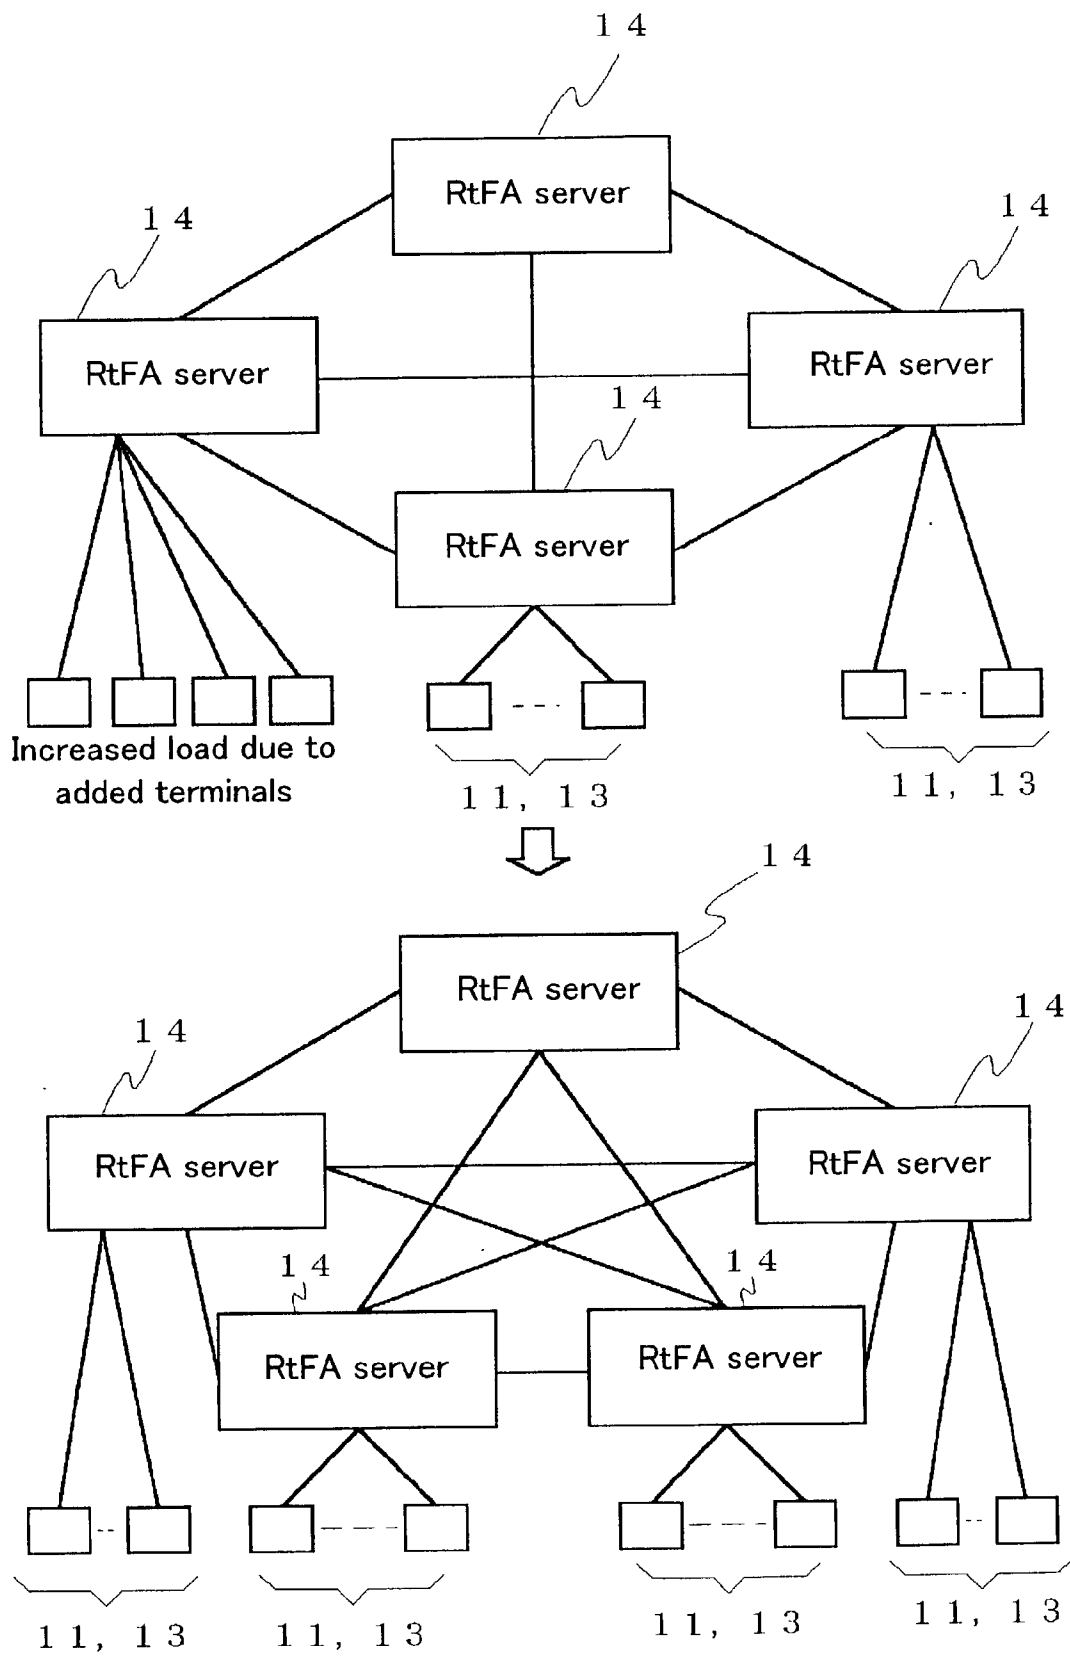 14
RtFA server
14
14
RtFA server
RtFA server
14
RtFA server
Increased load due to
added terminals
11, 13
11, 13
14
RtFA server
14
14
RtFA server
RtFA server
14
14
RtFA server
RtFA server
11, 13
11, 13
11, 13
11, 13